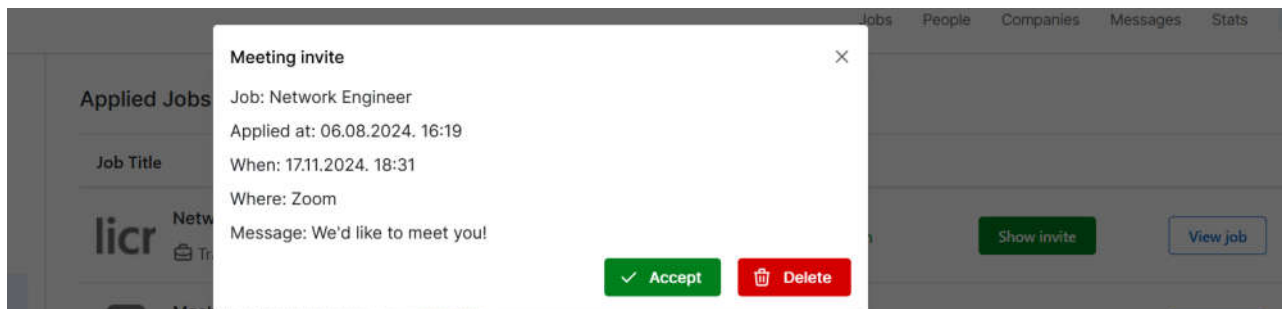 Jobs People Companies Messages Stats
Meeting invite
Applied Jobs
Job: Network Engineer
Applied at: 06.08.2024. 16:19
Job Title
When: 17.11.2024. 18:31
Where: Zoom
Netw
Message: We'd like to meet you!
licr
Tr
Show invite
View job
Accept
Delete